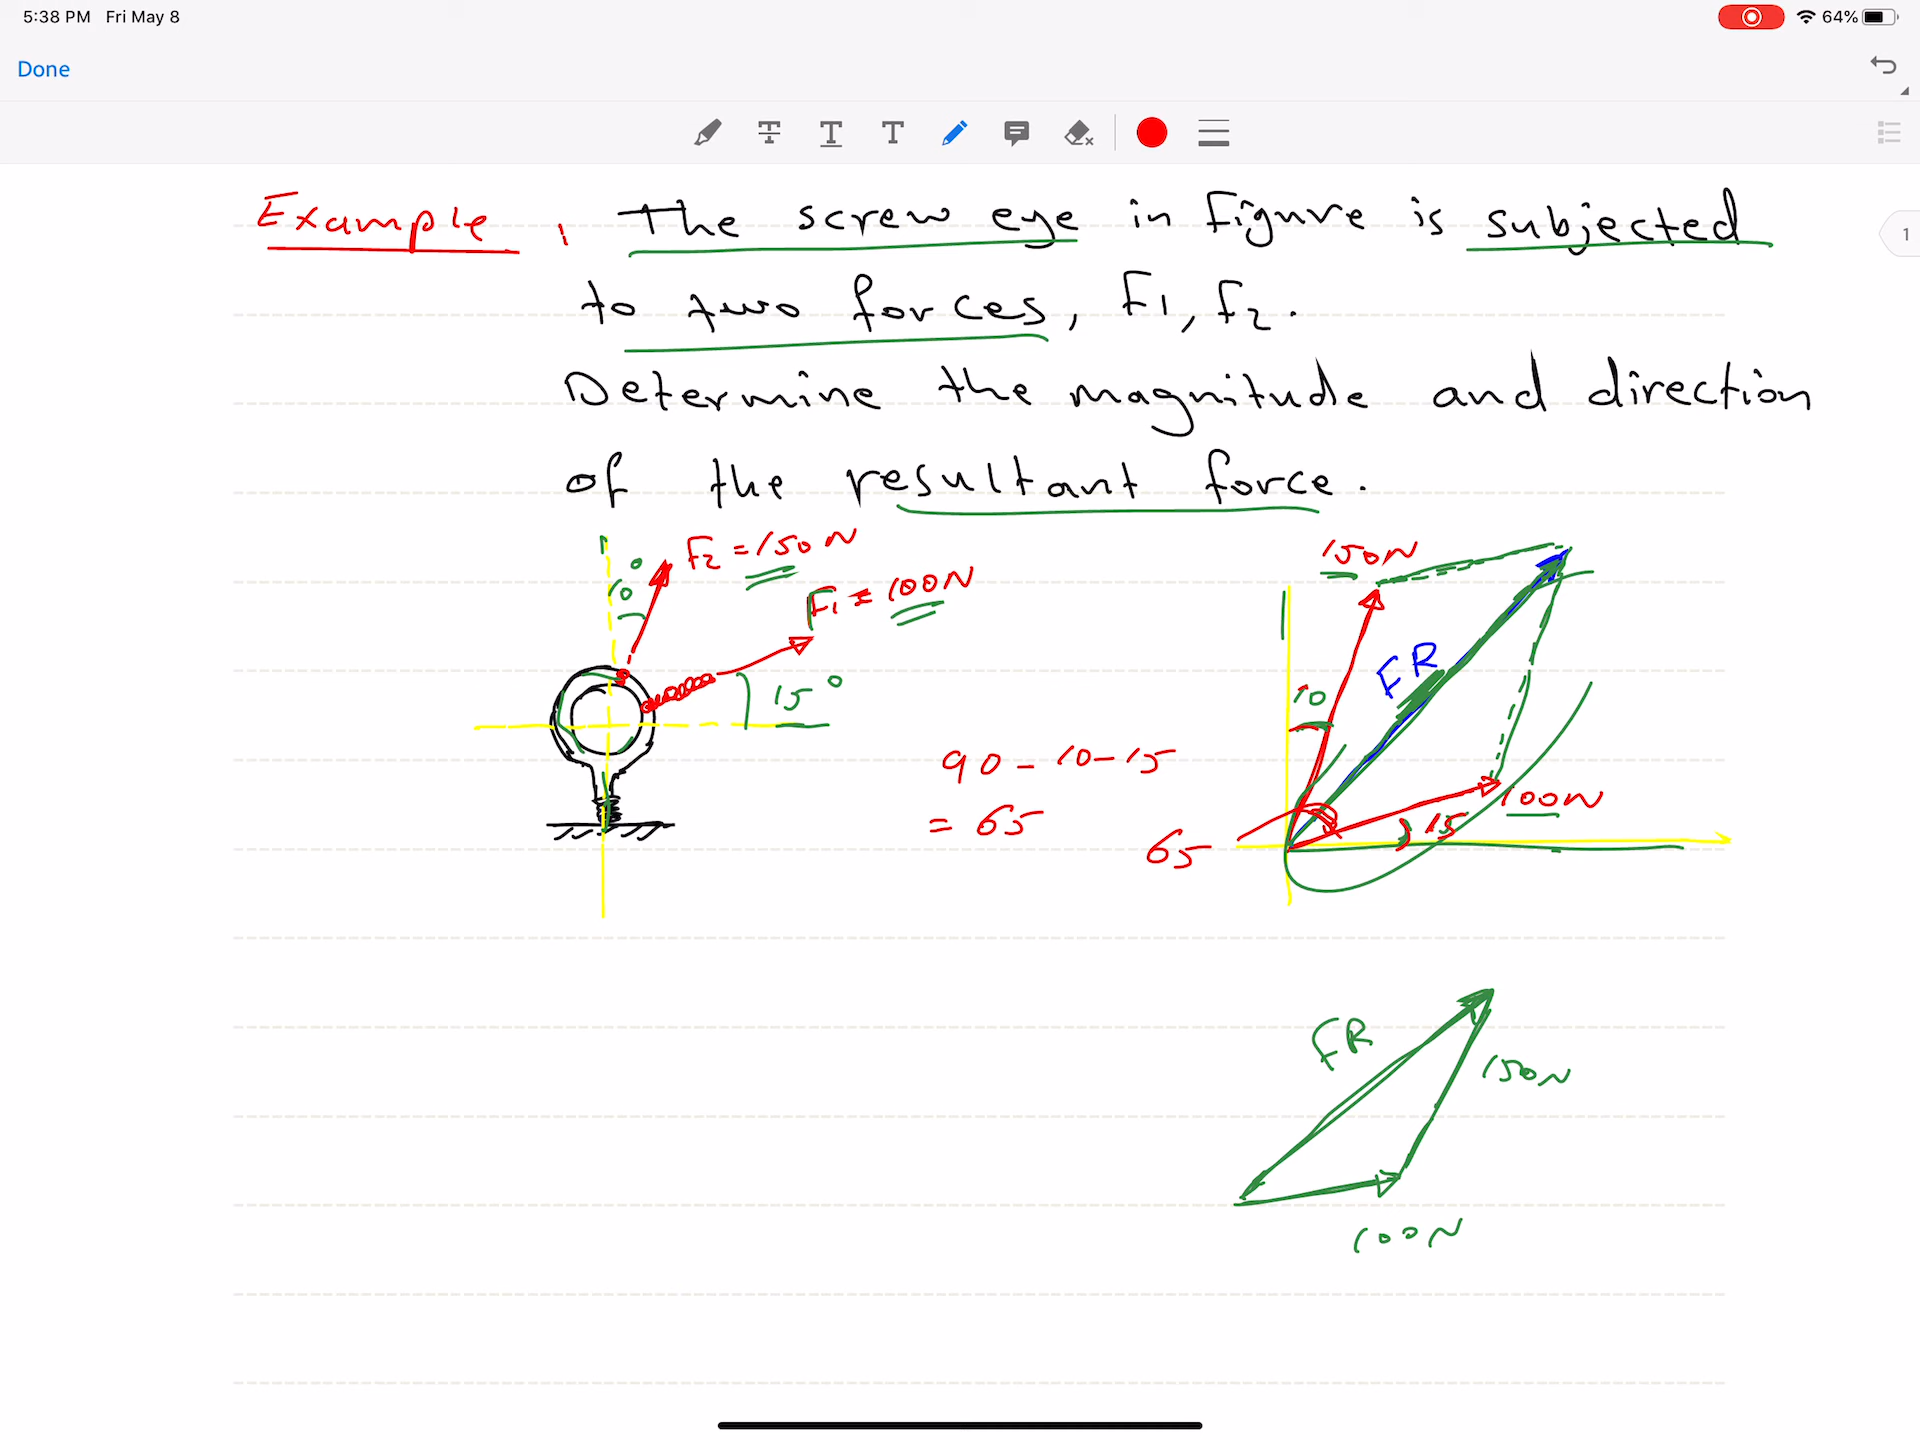 5:38 PM Fri May 8
64%
Done
T T T
1
Example : The screw eye in figure is subjected
to two forces, F1, F2.
Determine the magnitude and direction
of the resultant force.
F2 = 150 N
10°
F1 = 100N
15°
90 - 10 - 15
= 65
150N
FR
10
100N
15
65
FR
150N
100N